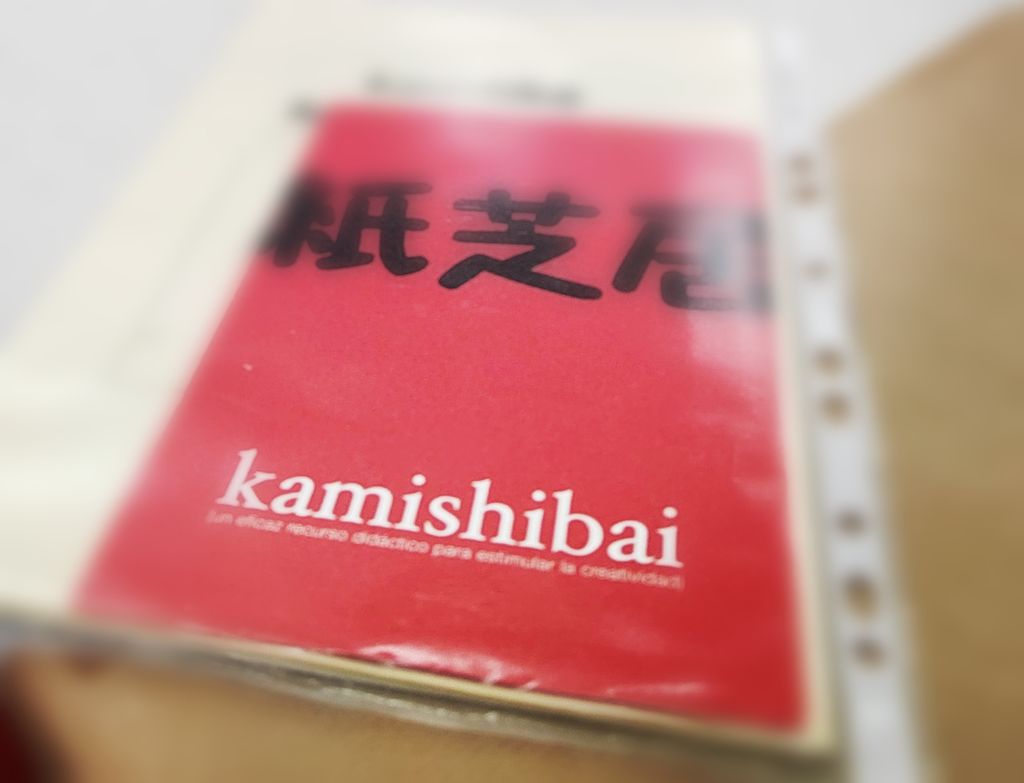 紙芝居
kamishibai
(un eficaz recurso didáctico para estimular la creatividad)